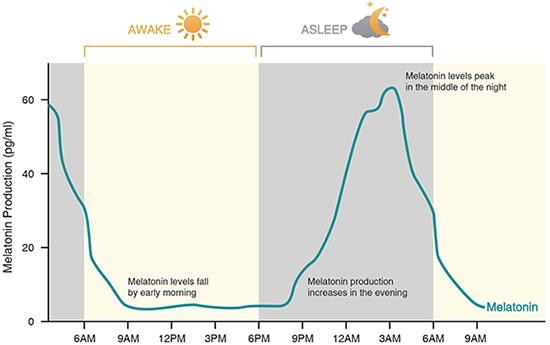 AWAKE
ASLEEP
Melatonin levels peak
in the middle of the night
Melatonin Production (pg/ml)
60
40
20
0
Melatonin levels fall
by early morning
Melatonin production
increases in the evening
Melatonin
6AM 9AM 12PM 3PM 6PM 9PM 12AM 3AM 6AM 9AM